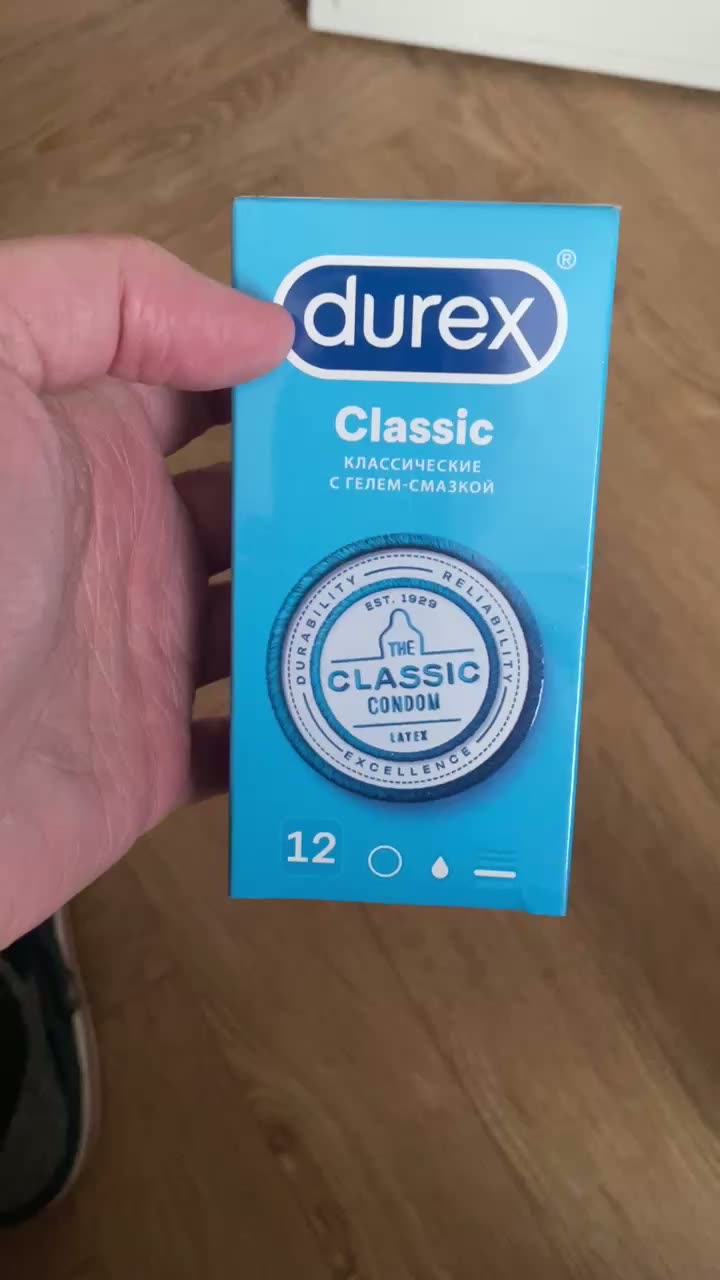 durex®
Classic
КЛАССИЧЕСКИЕ
С ГЕЛЕМ-СМАЗКОЙ
DURABILITY
RELIABILITY
EST. 1929
THE
CLASSIC
CONDOM
LATEX
EXCELLENCE
12